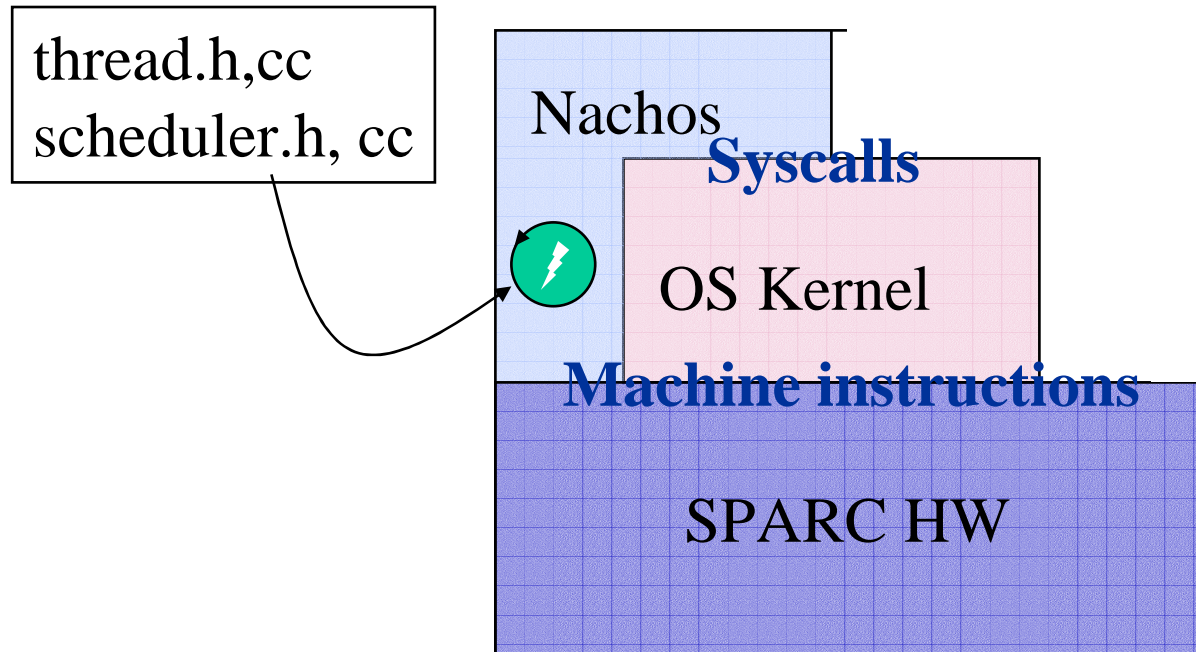 thread.h,cc
scheduler.h, cc
Nachos
Syscalls
OS Kernel
Machine instructions
SPARC HW